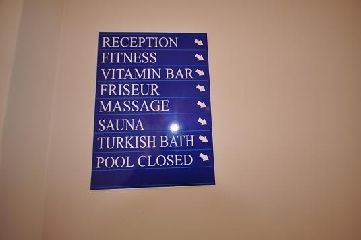 RECEPTION
FITNESS
VITAMIN BAR
FRISEUR
MASSAGE
SAUNA
TURKISH BATH
POOL CLOSED